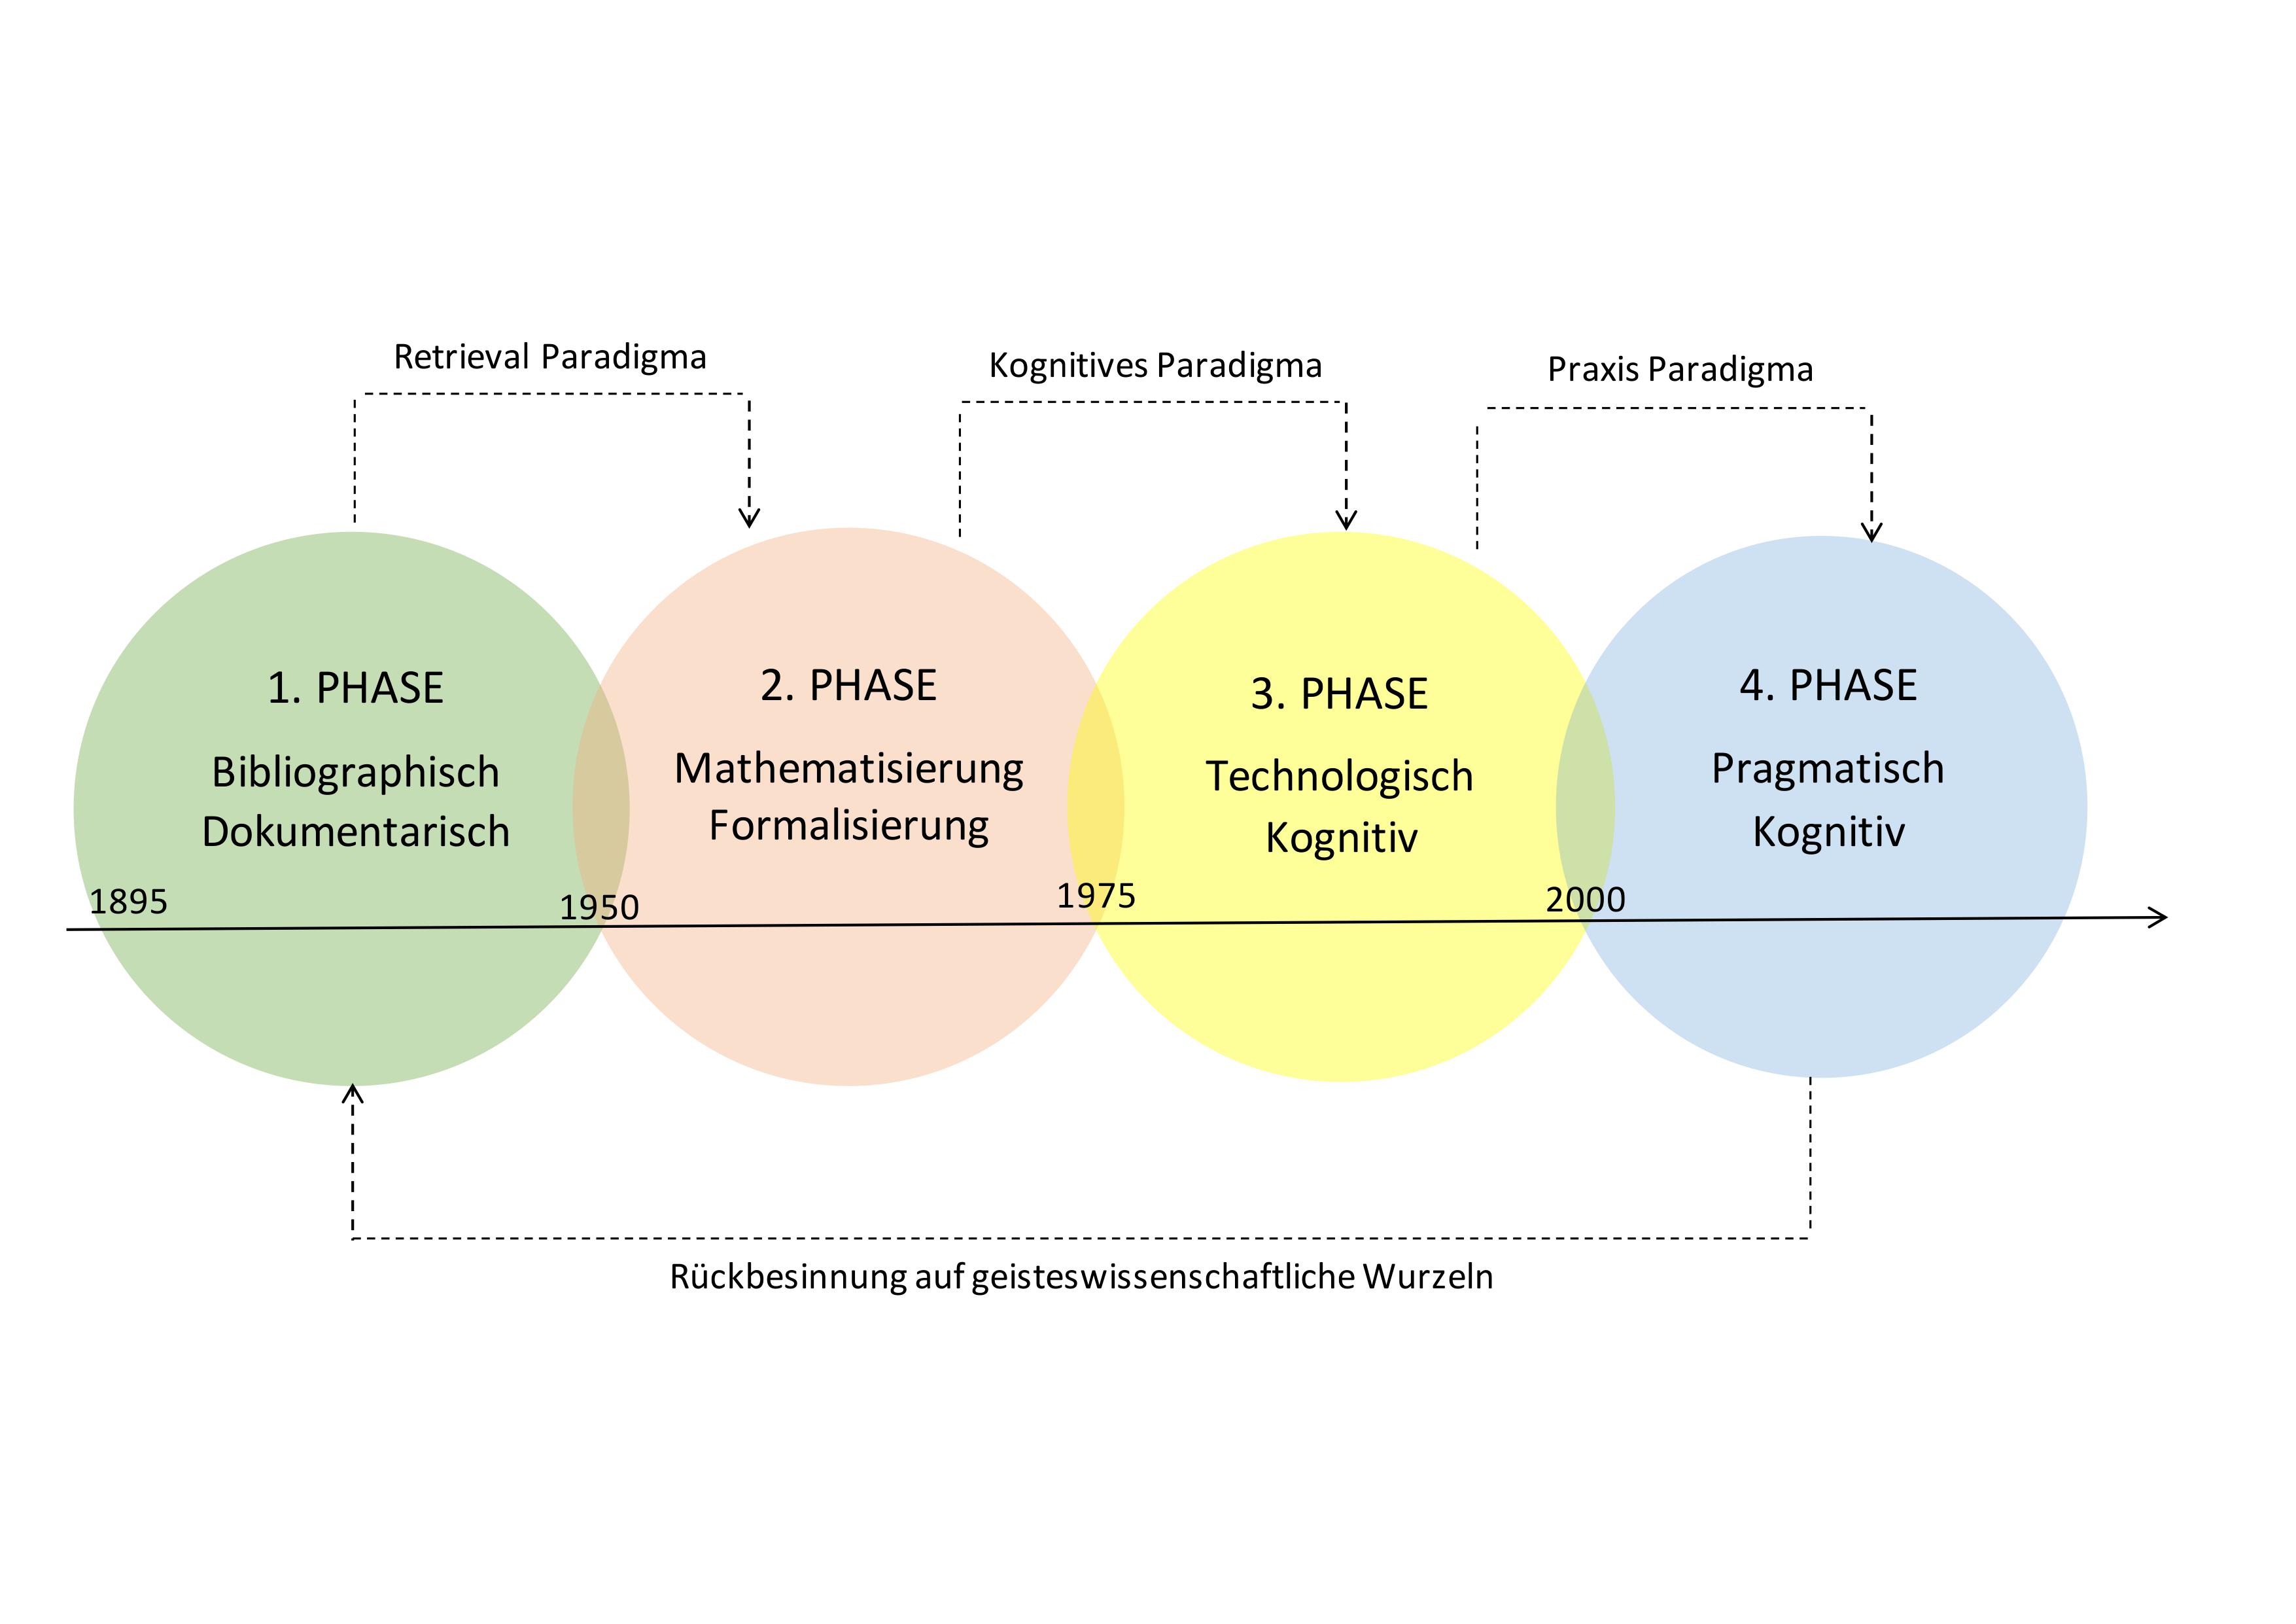 Retrieval Paradigma
Kognitives Paradigma
Praxis Paradigma
1. PHASE
Bibliographisch
Dokumentarisch
2. PHASE
Mathematisierung
Formalisierung
3. PHASE
Technologisch
Kognitiv
4. PHASE
Pragmatisch
Kognitiv
1895
1950
1975
2000
Rückbesinnung auf geisteswissenschaftliche Wurzeln